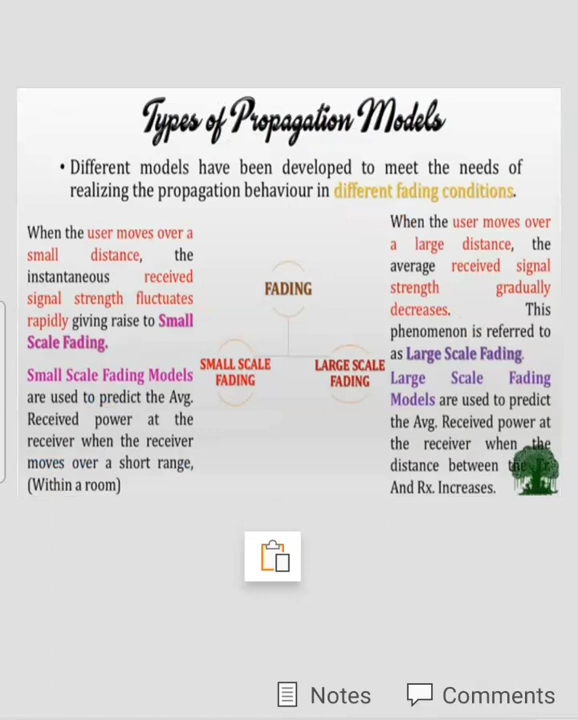 Types of Propagation Models
• Different models have been developed to meet the needs of
realizing the propagation behaviour in different fading conditions.
When the user moves over a
small distance, the
instantaneous received
signal strength fluctuates
rapidly giving raise to Small
Scale Fading.
Small Scale Fading Models
are used to predict the Avg.
Received power at the
receiver when the receiver
moves over a short range,
(Within a room)
FADING
SMALL SCALE
FADING
LARGE SCALE
FADING
When the user moves over
a large distance, the
average received signal
strength gradually
decreases. This
phenomenon is referred to
as Large Scale Fading.
Large Scale Fading
Models are used to predict
the Avg. Received power at
the receiver when the
distance between the Tr.
And Rx. Increases.
Notes
Comments